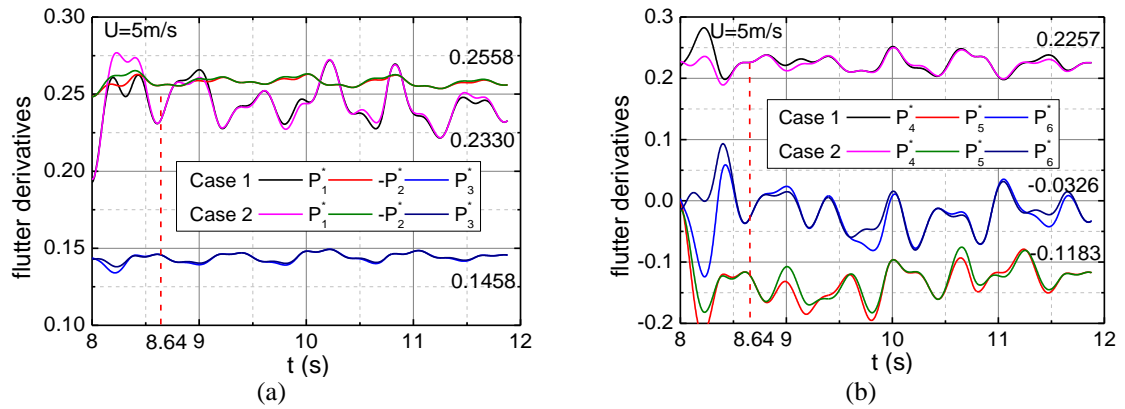 U=5m/s
0.30
0.25
0.20
0.15
0.10
flutter derivatives
0.2558
0.2330
0.1458
Case 1 P₁* -P₂* P₃*
Case 2 P₁* -P₂* P₃*
8 8.64 9 10 11 12
t (s)
(a)
U=5m/s
0.3
0.2
0.1
0.0
-0.1
-0.2
flutter derivatives
0.2257
Case 1 P₄* P₅* P₆*
Case 2 P₄* P₅* P₆*
-0.0326
-0.1183
8 8.64 9 10 11 12
t (s)
(b)